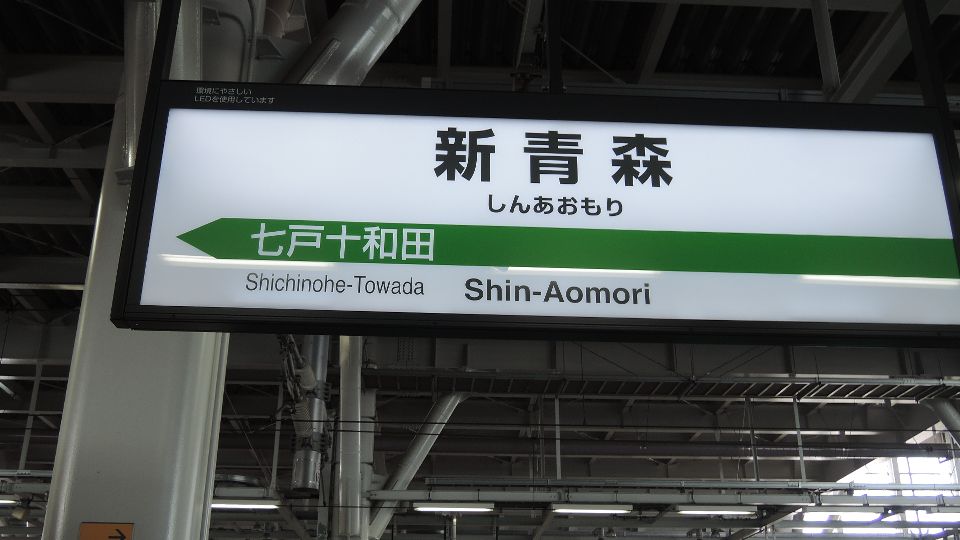 環境にやさしい
LEDを使用しています
新青森
しんあおもり
七戸十和田
Shichinohe-Towada
Shin-Aomori